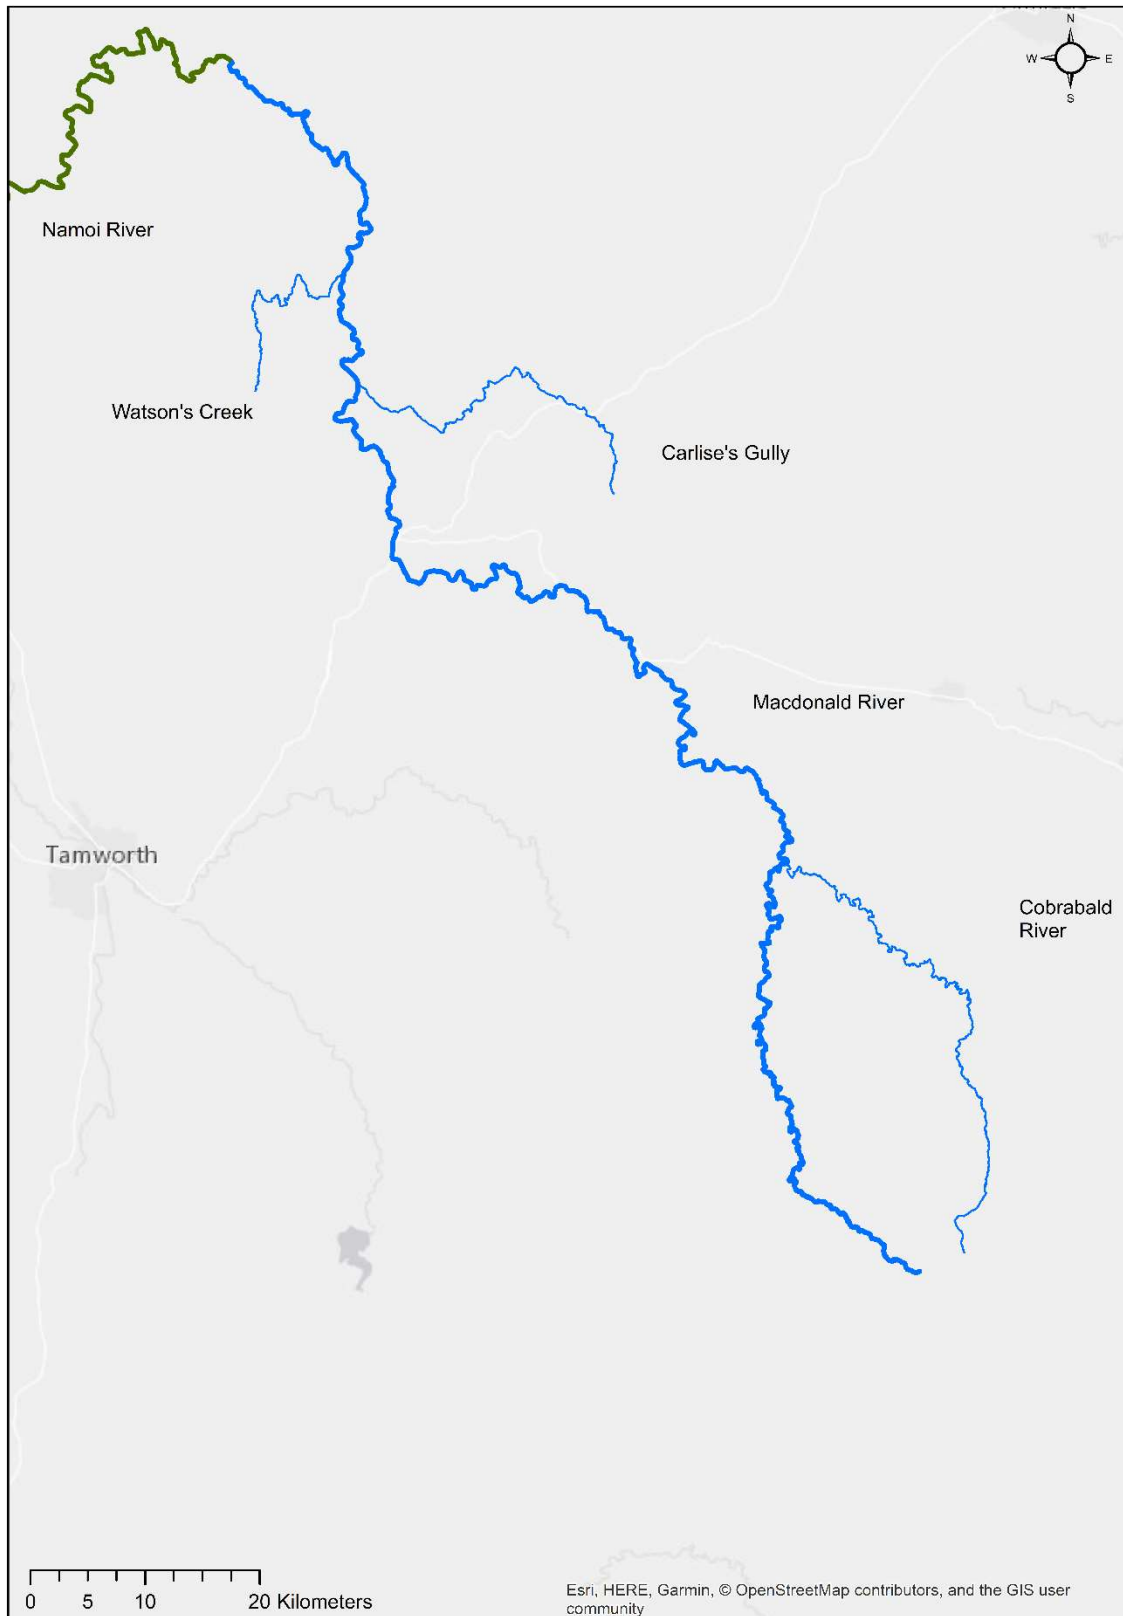 N
W E
S
Namoi River
Watson's Creek
Carlise's Gully
Macdonald River
Tamworth
Cobrabald
River
0 5 10 20 Kilometers
Esri, HERE, Garmin, © OpenStreetMap contributors, and the GIS user
community